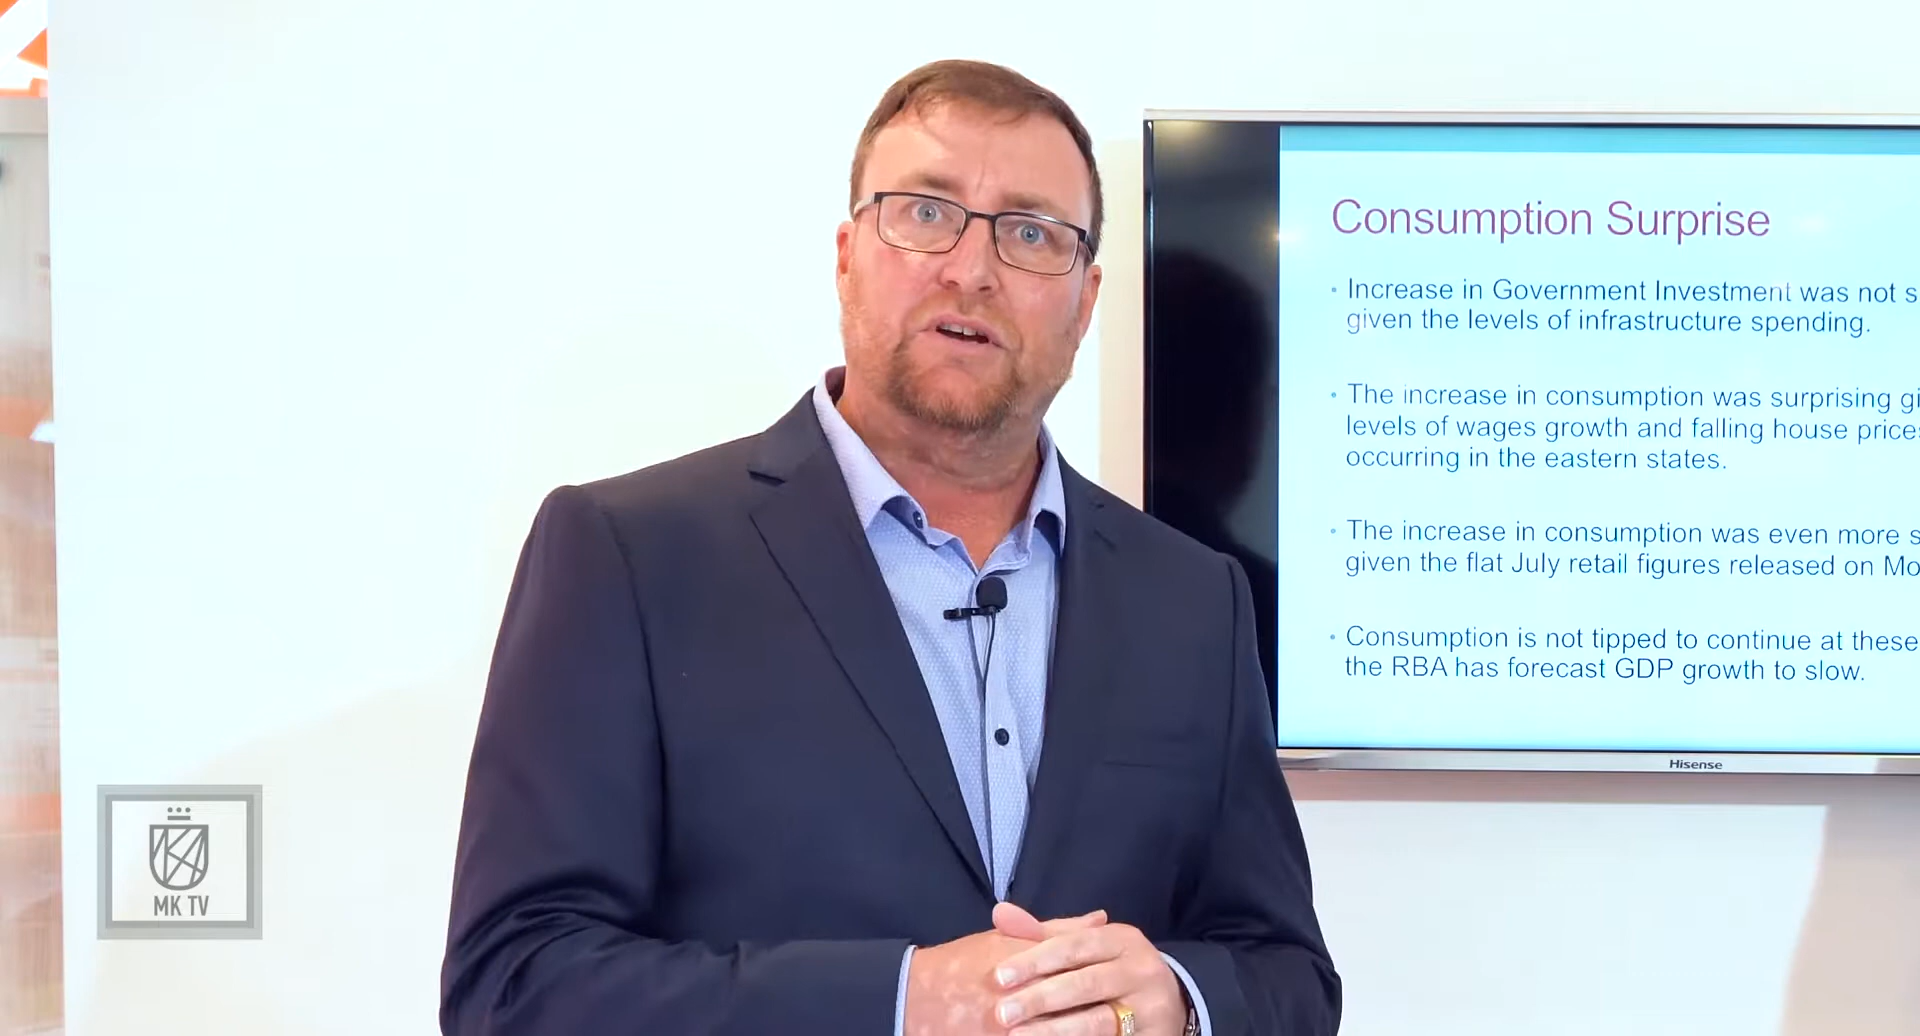 Consumption Surprise
Increase in Government Investment was not
given the levels of infrastructure spending.
The increase in consumption was surprising
levels of wages growth and falling house
occurring in the eastern states.
The increase in consumption was even more
given the flat July retail figures released on
Consumption is not tipped to continue at these
the RBA has forecast GDP growth to slow.
Hisense
MK TV